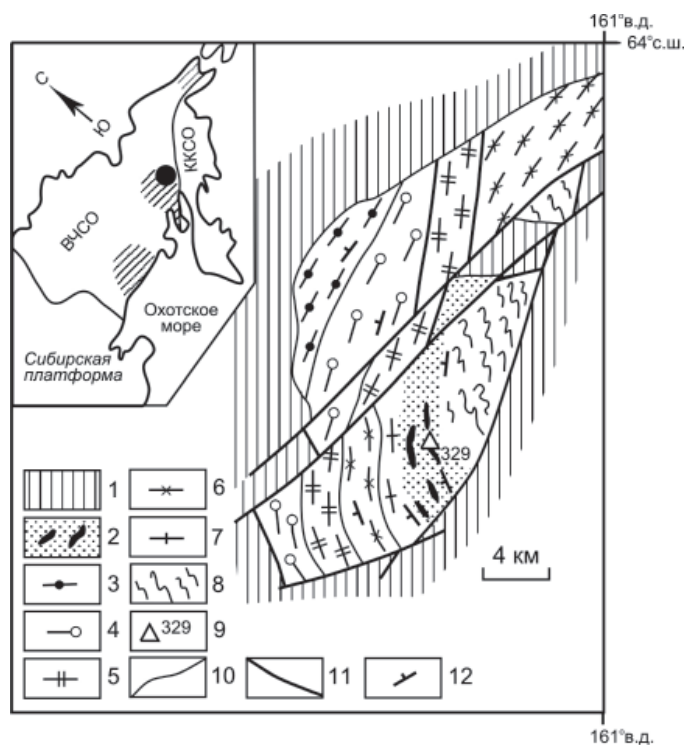 161°в.д.
64°с.ш.
С
Ю
ККСО
ВЧСО
Охотское
море
Сибирская
платформа
329
4 км
1
6
2
7
3
8
4
329
9
5
10
11
12
161°в.д.